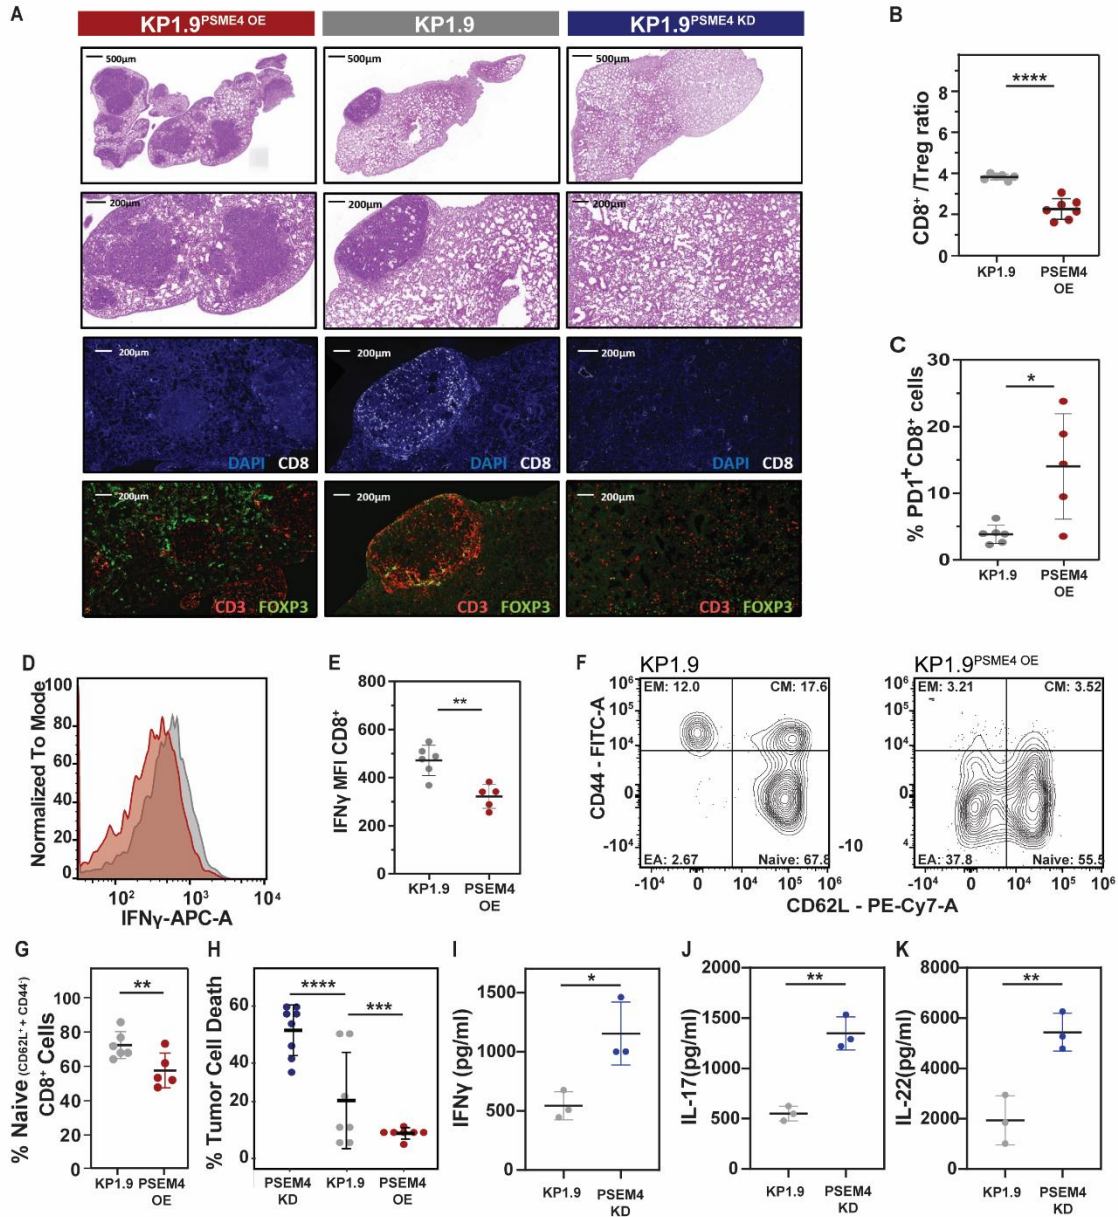 A
KP1.9PSME4 OE
KP1.9
KP1.9PSME4 KD
500μm
500μm
500μm
200μm
200μm
200μm
200μm
200μm
200μm
DAPI CD8
DAPI CD8
DAPI CD8
200μm
200μm
200μm
CD3 FOXP3
CD3 FOXP3
CD3 FOXP3
B
CD8+ /Treg ratio
8
6
4
2
0
****
KP1.9
PSEM4
OE
C
% PD1+CD8+ cells
30
20
10
0
*
KP1.9
PSEM4
OE
D
Normalized To Mode
100
80
60
40
20
0
10²
10³
10⁴
IFNγ-APC-A
E
IFNγ MFI CD8+
800
600
400
200
0
**
KP1.9
PSEM4
OE
F
KP1.9
CD44 - FITC-A
10⁶
10⁵
10⁴
0
-10⁴
EM: 12.0
CM: 17.6
EA: 2.67
Naive: 67.8
-10⁴
0
10⁴
10⁵
10⁶
KP1.9PSME4 OE
10⁶
10⁵
10⁴
0
4
-10
EM: 3.21
CM: 3.52
EA: 37.8
Naive: 55.5
-10⁴
0
10⁴
10⁵
10⁶
CD62L - PE-Cy7-A
G
% Naive (CD62L+ + CD44-)
CD8+ Cells
100
80
60
40
20
0
**
KP1.9
PSEM4
OE
H
% Tumor Cell Death
60
40
20
0
****
***
PSEM4
KD
KP1.9
PSEM4
OE
I
IFNγ (pg/ml)
1500
1000
500
0
*
KP1.9
PSEM4
KD
J
IL-17(pg/ml)
2000
1500
1000
500
0
**
KP1.9
PSEM4
KD
K
IL-22(pg/ml)
8000
6000
4000
2000
0
**
KP1.9
PSEM4
KD